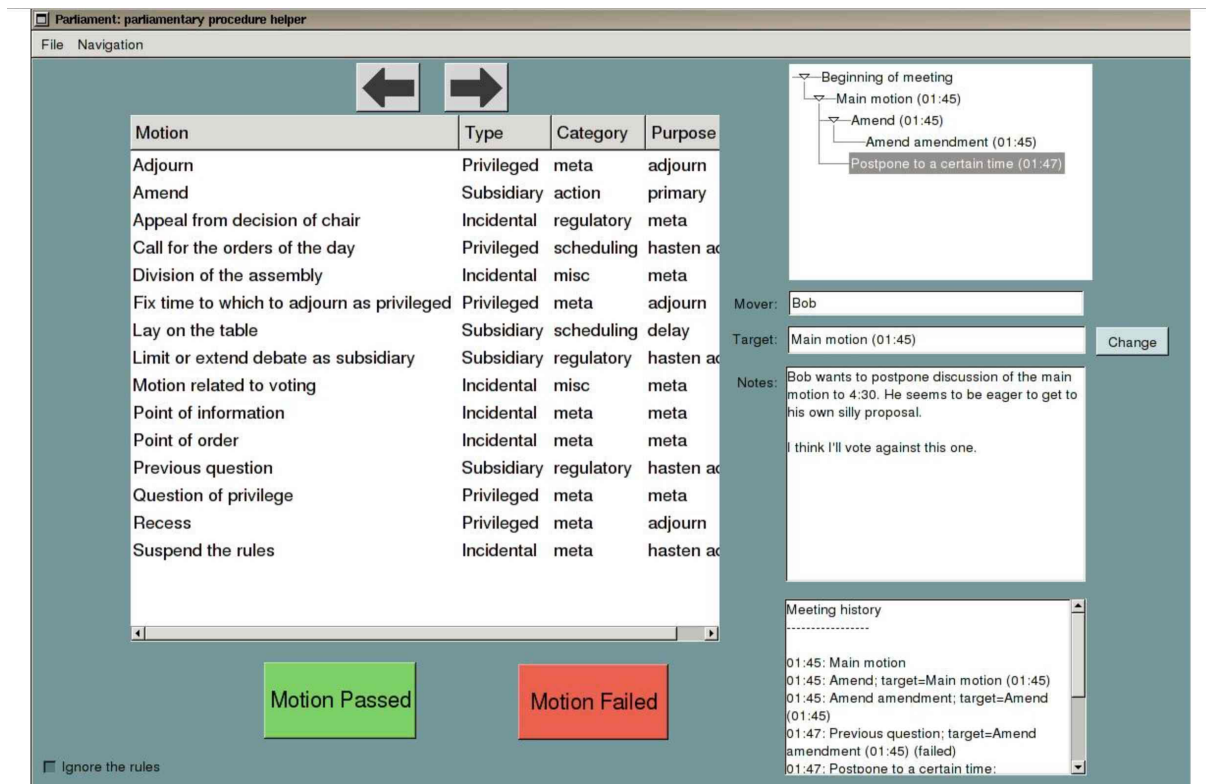 Parliament: parliamentary procedure helper
File Navigation
Motion Type Category Purpose
Adjourn Privileged meta adjourn
Amend Subsidiary action primary
Appeal from decision of chair Incidental regulatory meta
Call for the orders of the day Privileged scheduling hasten ac
Division of the assembly Incidental misc meta
Fix time to which to adjourn as privileged Privileged meta adjourn
Lay on the table Subsidiary scheduling delay
Limit or extend debate as subsidiary Subsidiary regulatory hasten ac
Motion related to voting Incidental misc meta
Point of information Incidental meta meta
Point of order Incidental meta meta
Previous question Subsidiary regulatory hasten ac
Question of privilege Privileged meta meta
Recess Privileged meta adjourn
Suspend the rules Incidental meta hasten ac
Motion Passed
Motion Failed
Ignore the rules
Beginning of meeting
Main motion (01:45)
Amend (01:45)
Amend amendment (01:45)
Postpone to a certain time (01:47)
Mover: Bob
Target: Main motion (01:45) Change
Notes: Bob wants to postpone discussion of the main
motion to 4:30. He seems to be eager to get to
his own silly proposal.
I think I'll vote against this one.
Meeting history
-----------------
01:45: Main motion
01:45: Amend; target=Main motion (01:45)
01:45: Amend amendment; target=Amend
(01:45)
01:47: Previous question; target=Amend
amendment (01:45) (failed)
01:47: Postpone to a certain time: